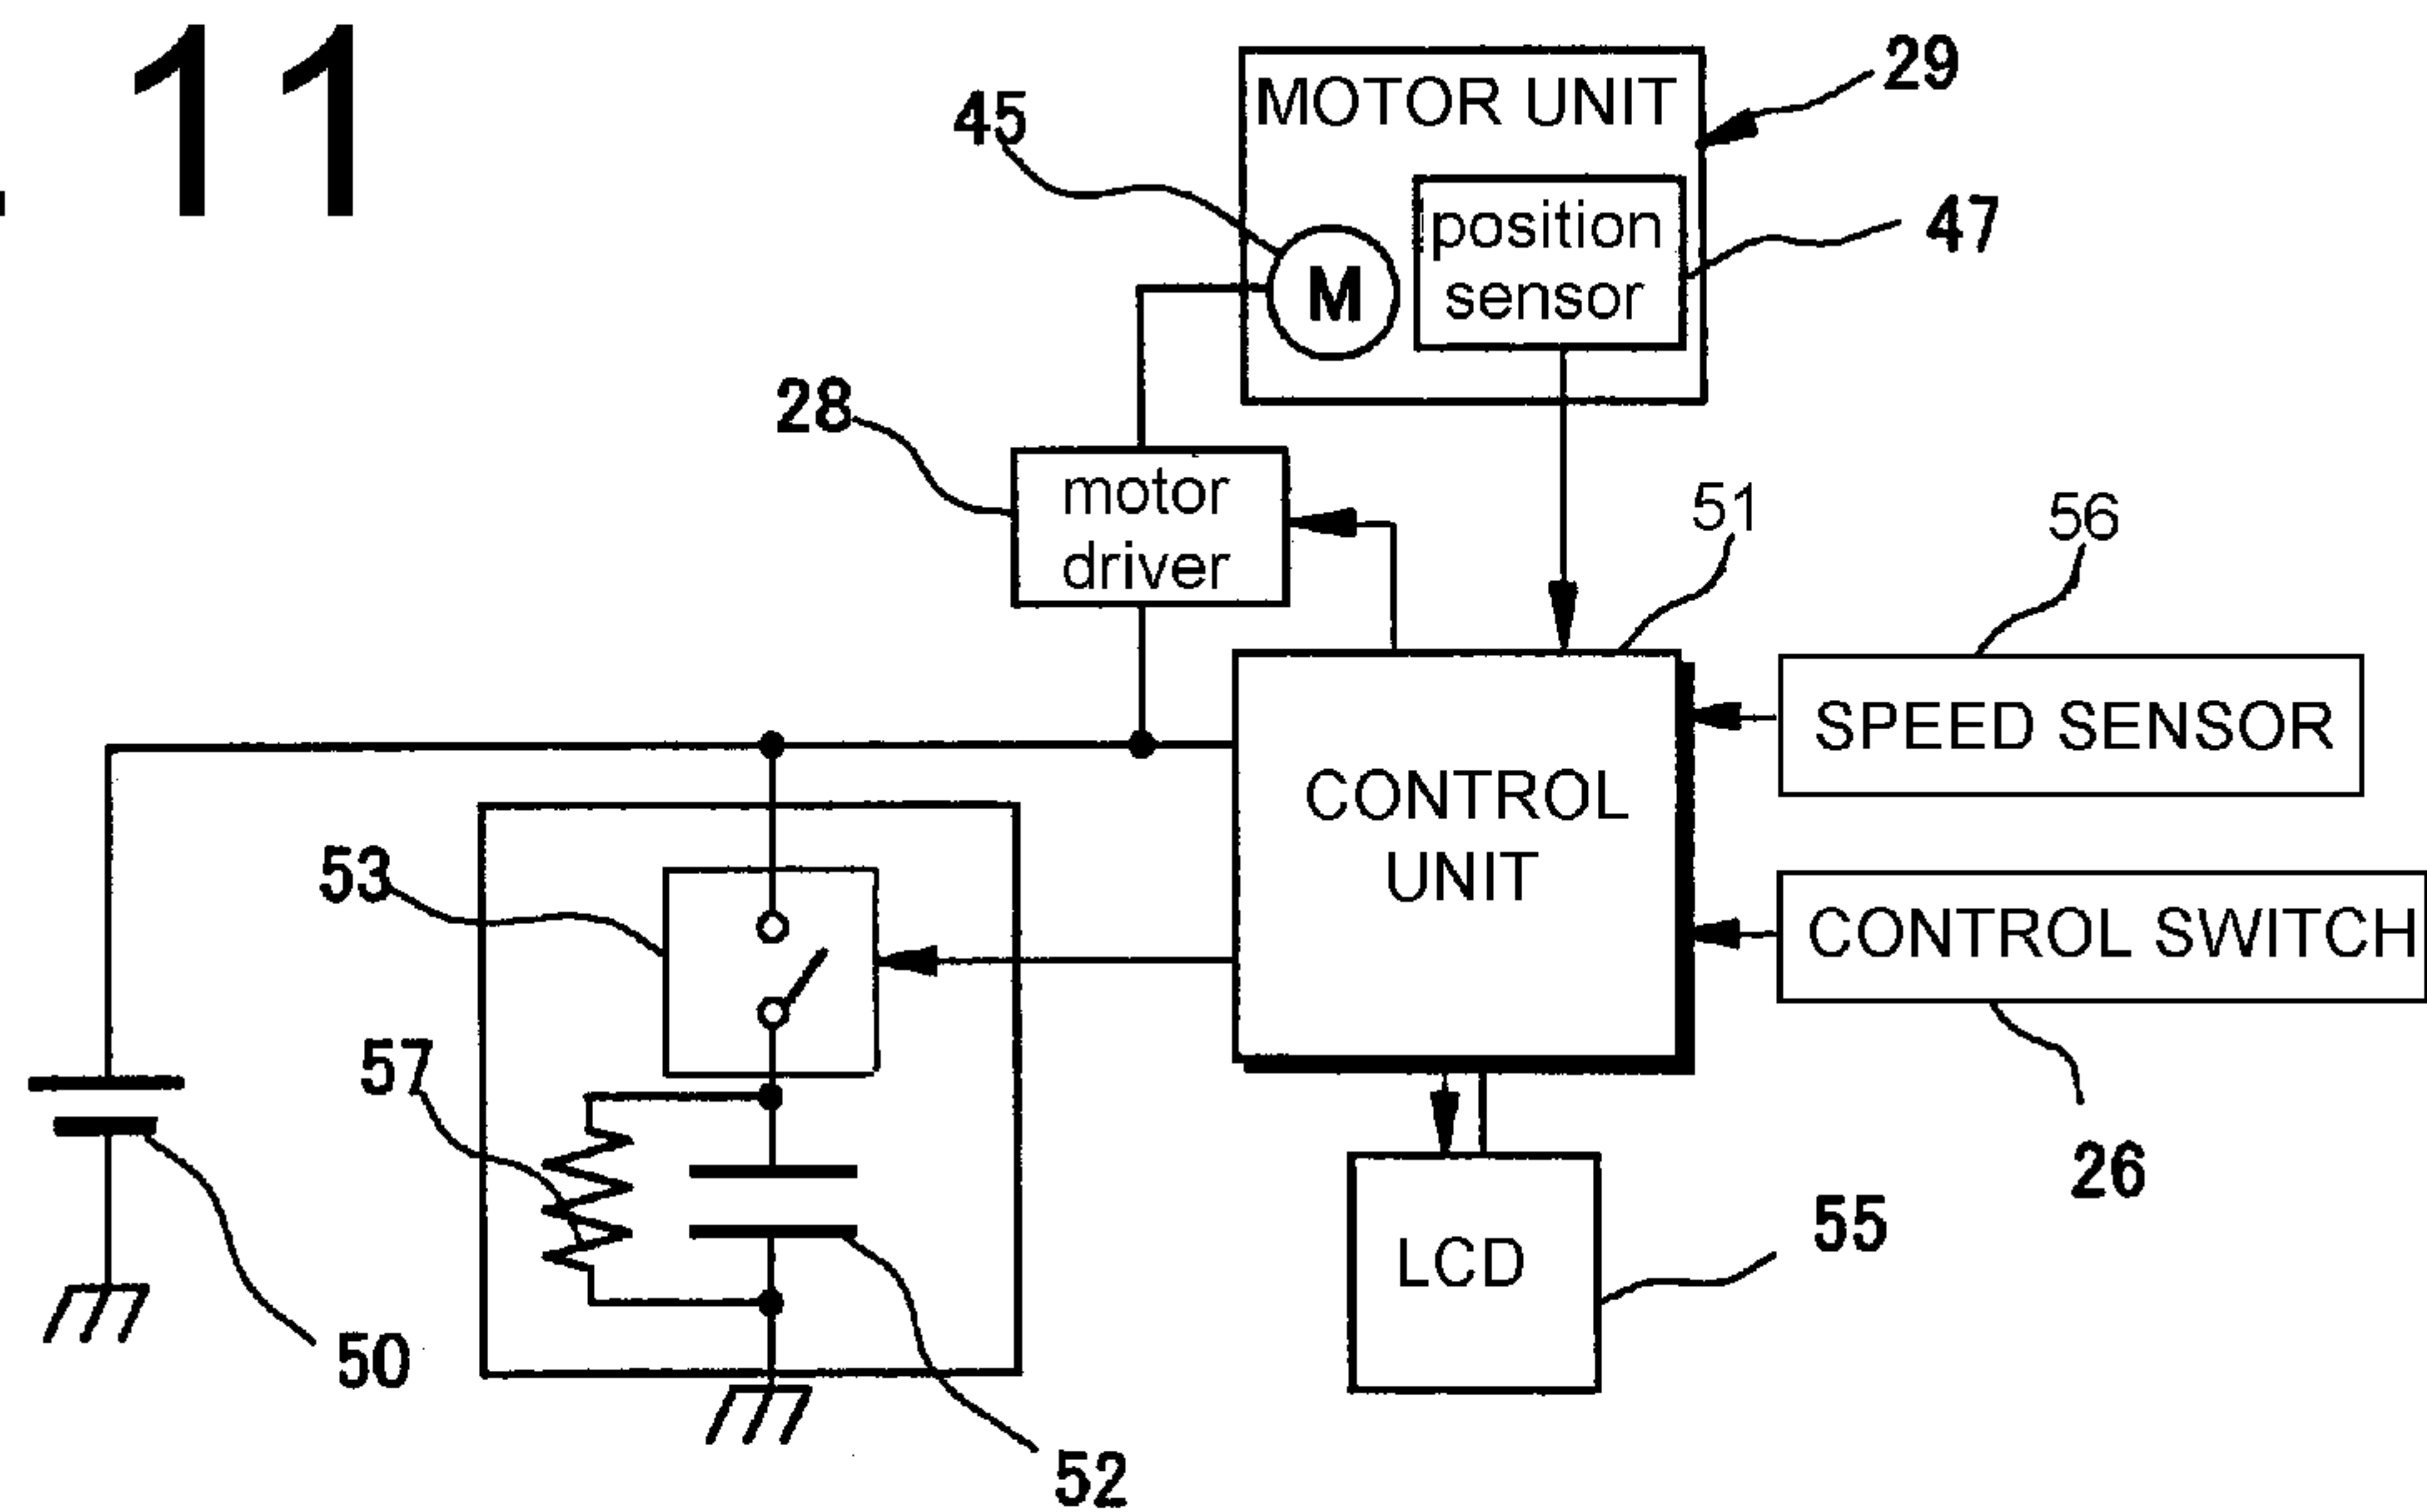 . 11
MOTOR UNIT
29
45
position
sensor
47
M
28
motor
driver
51
56
SPEED SENSOR
CONTROL
UNIT
53
CONTROL SWITCH
57
26
55
LCD
50
52